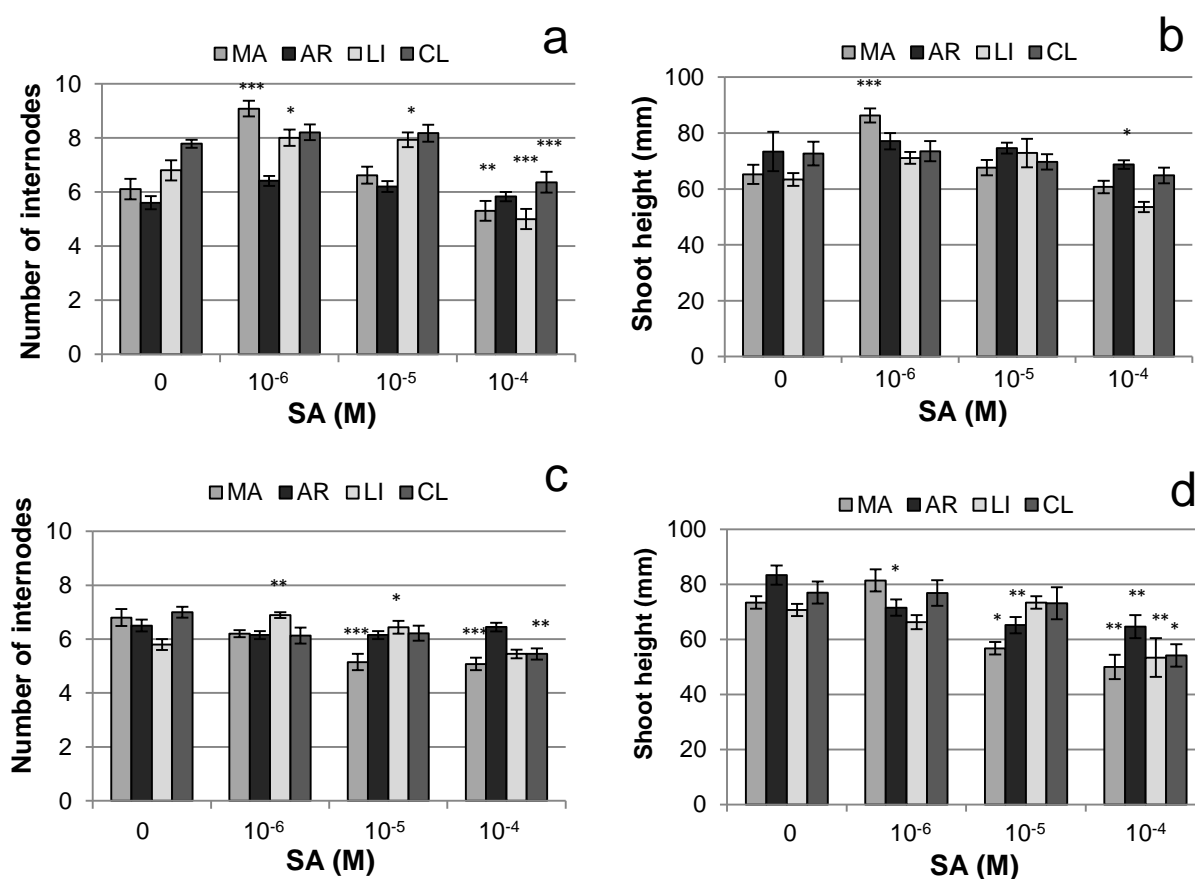 a
MA AR LI CL
Number of internodes
10
8
6
4
2
0
*** * * ** *** ***
0 10⁻⁶ 10⁻⁵ 10⁻⁴
SA (M)
b
MA AR LI CL
Shoot height (mm)
100
80
60
40
20
0
*** *
0 10⁻⁶ 10⁻⁵ 10⁻⁴
SA (M)
c
MA AR LI CL
Number of internodes
10
8
6
4
2
0
** *** * *** **
0 10⁻⁶ 10⁻⁵ 10⁻⁴
SA (M)
d
MA AR LI CL
Shoot height (mm)
100
80
60
40
20
0
* * ** ** ** ** *
0 10⁻⁶ 10⁻⁵ 10⁻⁴
SA (M)